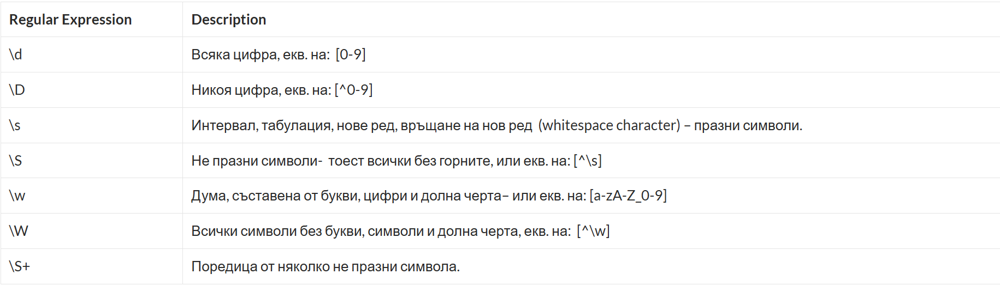 Regular Expression Description
\d Всяка цифра, екв. на:  [0-9]
\D Никоя цифра, екв. на: [^0-9]
\s Интервал, табулация, нове ред, връщане на нов ред  (whitespace character) – празни символи.
\S Не празни символи-  тоест всички без горните, или екв. на: [^\s]
\w Дума, съставена от букви, цифри и долна черта– или екв. на: [a-zA-Z_0-9]
\W Всички символи без букви, символи и долна черта, екв. на:  [^\w]
\S+ Поредица от няколко не празни символа.